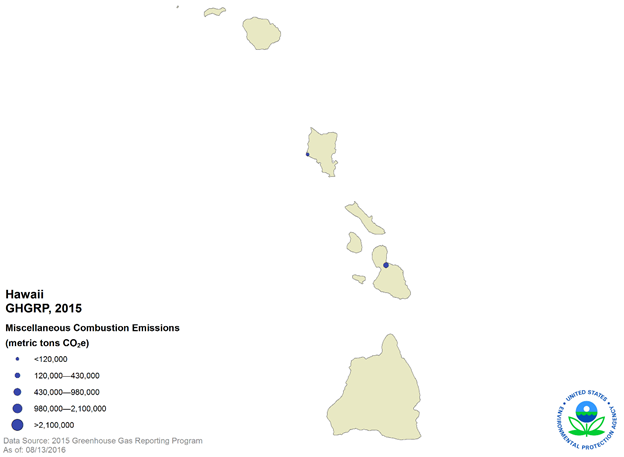 Hawaii
GHGRP, 2015
Miscellaneous Combustion Emissions
(metric tons CO₂e)
<120,000
120,000—430,000
430,000—980,000
980,000—2,100,000
>2,100,000
Data Source: 2015 Greenhouse Gas Reporting Program
As of: 08/13/2016
UNITED STATES
ENVIRONMENTAL PROTECTION AGENCY